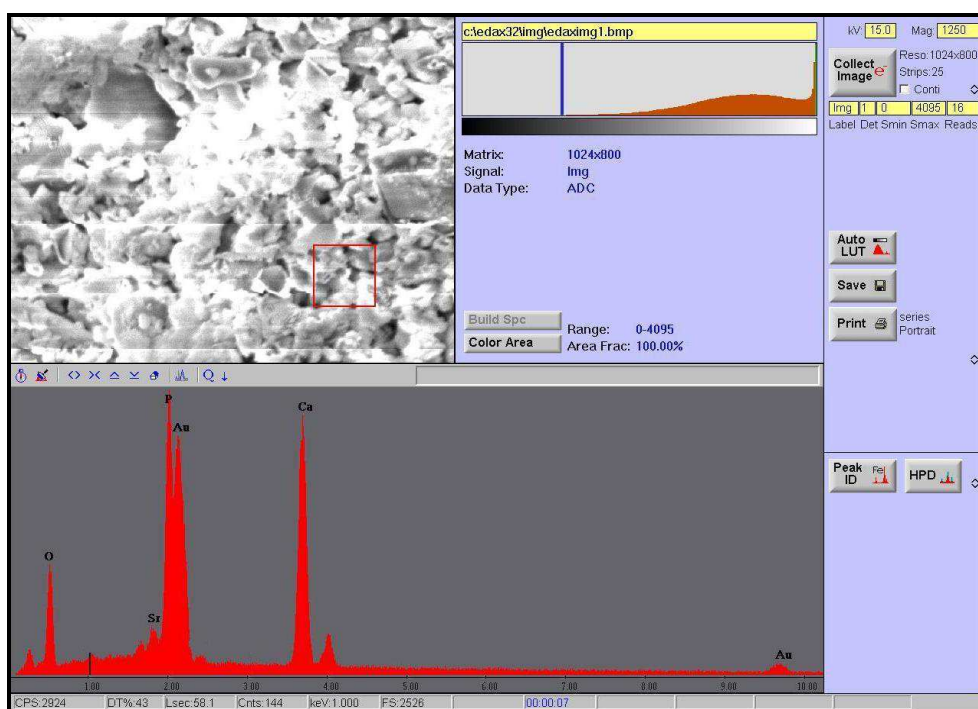 c:\edax32\img\edaximg1.bmp
Matrix: 1024x800
Signal: Img
Data Type: ADC
Build Spc
Color Area
Range: 0-4095
Area Frac: 100.00%
kV: 15.0 Mag: 1250
Collect Image e-
Reso:1024x800
Strips:25
Conti
Img 1 0 4095 16
Label Det Smin Smax Reads
Auto LUT
Save
Print
series
Portrait
Peak ID Fe
HPD
P
Au
Ca
O
Sr
Au
1.00 2.00 3.00 4.00 5.00 6.00 7.00 8.00 9.00 10.00
CPS:2924 DT%:43 Lsec:58.1 Cnts:144 keV:1.000 FS:2526 00:00:07